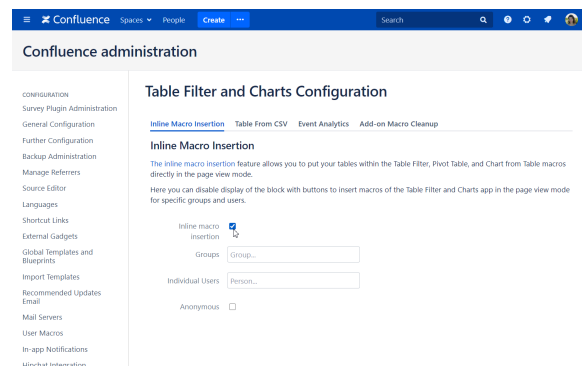 Confluence Spaces People Create ··· Search
Confluence administration
CONFIGURATION
Survey Plugin Administration
General Configuration
Further Configuration
Backup Administration
Manage Referrers
Source Editor
Languages
Shortcut Links
External Gadgets
Global Templates and
Blueprints
Import Templates
Recommended Updates
Email
Mail Servers
User Macros
In-app Notifications
Hipchat Integration
Table Filter and Charts Configuration
Inline Macro Insertion Table From CSV Event Analytics Add-on Macro Cleanup
Inline Macro Insertion
The inline macro insertion feature allows you to put your tables within the Table Filter, Pivot Table, and Chart from Table macros
directly in the page view mode.
Here you can disable display of the block with buttons to insert macros of the Table Filter and Charts app in the page view mode
for specific groups and users.
Inline macro
insertion
Groups Group...
Individual Users Person...
Anonymous